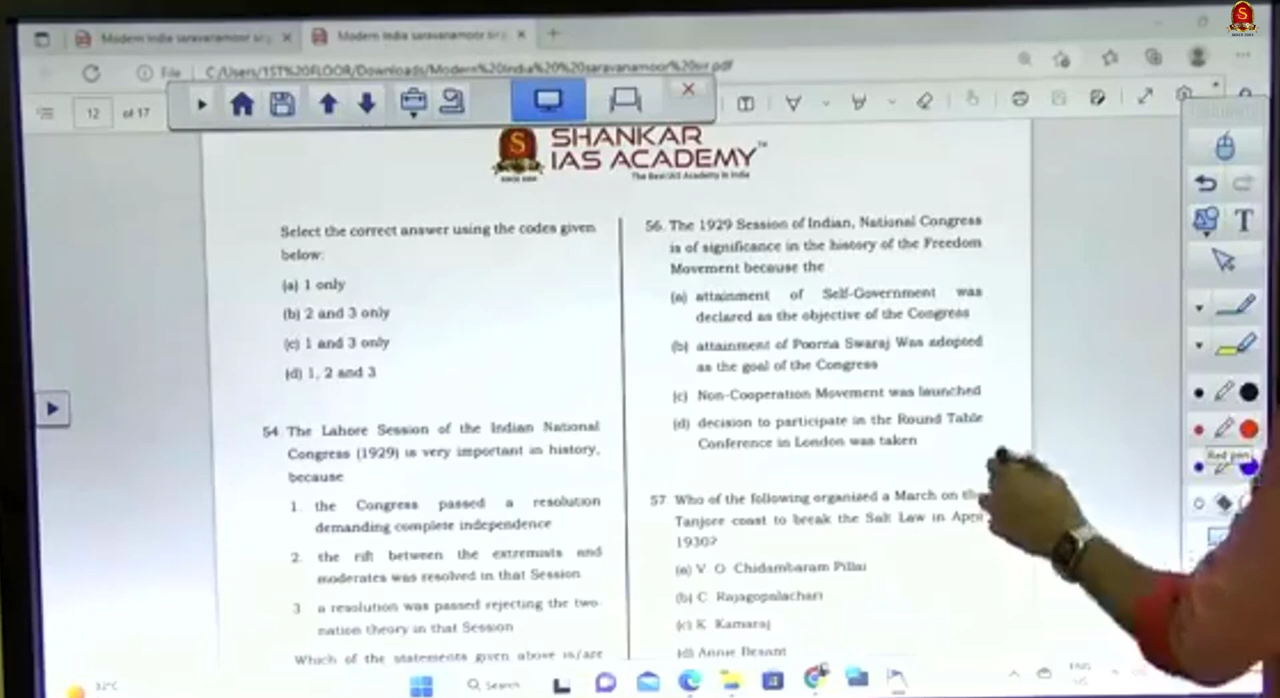 Modern India saravanamoor sir
Modern India saravanamoor sir
File
C:/Users/1ST%20FLOOR/Downloads/Modern%20India%20%20saravanamoor%20sir.pdf
12 of 17
SHANKAR
IAS ACADEMY
TM
The Best IAS Academy in India
Select the correct answer using the codes given
below:
(a) 1 only
(b) 2 and 3 only
(c) 1 and 3 only
(d) 1, 2 and 3
54. The Lahore Session of the Indian National
Congress (1929) is very important in history,
because
1. the Congress passed a resolution
demanding complete independence
2. the rift between the extremists and
moderates was resolved in that Session
3. a resolution was passed rejecting the two-
nation theory in that Session
Which of the statements given above is/are
56. The 1929 Session of Indian, National Congress
is of significance in the history of the Freedom
Movement because the
(a) attainment of Self-Government was
declared as the objective of the Congress
(b) attainment of Poorna Swaraj Was adopted
as the goal of the Congress
(c) Non-Cooperation Movement was launched
(d) decision to participate in the Round Table
Conference in London was taken
57. Who of the following organized a March on the
Tanjore coast to break the Salt Law in April
1930?
(a) V. O Chidambaram Pillai
(b) C. Rajagopalachari
(c) K. Kamaraj
(d) Annie Besant
T
Red pen
32°C
Search
ENG
US